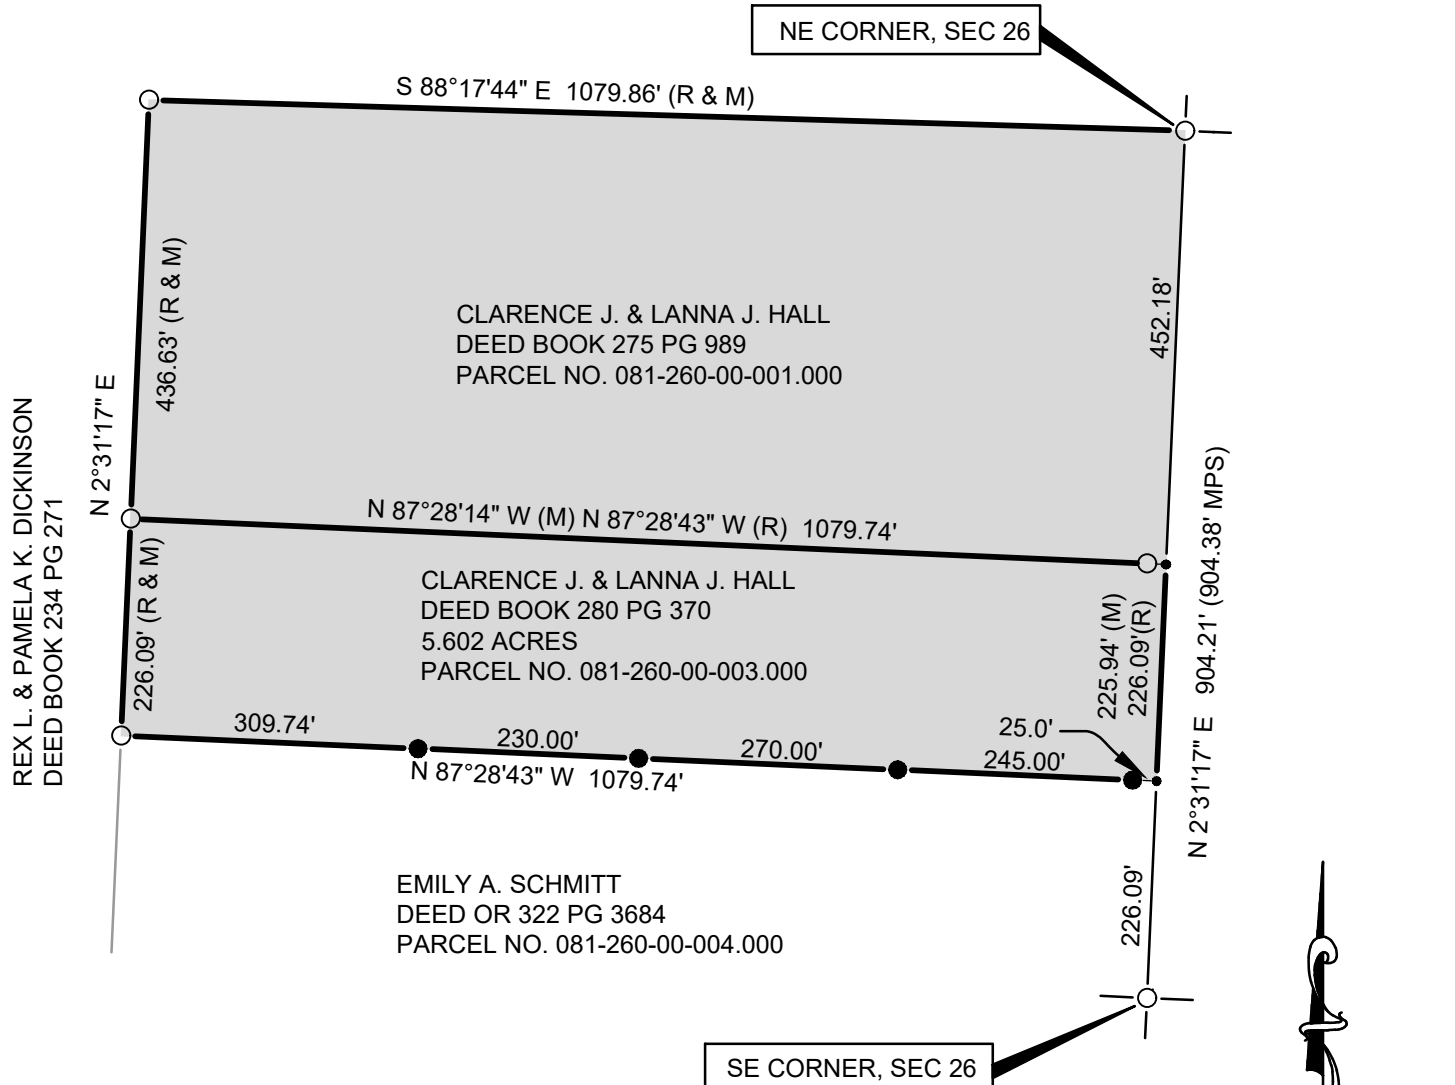 NE CORNER, SEC 26
S 88°17'44" E 1079.86' (R & M)
436.63' (R & M)
452.18'
CLARENCE J. & LANNA J. HALL
DEED BOOK 275 PG 989
PARCEL NO. 081-260-00-001.000
N 2°31'17" E
REX L. & PAMELA K. DICKINSON
DEED BOOK 234 PG 271
N 87°28'14" W (M) N 87°28'43" W (R) 1079.74'
N 2°31'17" E 904.21' (904.38' MPS)
CLARENCE J. & LANNA J. HALL
DEED BOOK 280 PG 370
5.602 ACRES
PARCEL NO. 081-260-00-003.000
226.09' (R & M)
225.94' (M)
226.09'(R)
309.74'
230.00'
270.00'
25.0'
245.00'
N 87°28'43" W 1079.74'
EMILY A. SCHMITT
DEED OR 322 PG 3684
PARCEL NO. 081-260-00-004.000
226.09'
SE CORNER, SEC 26